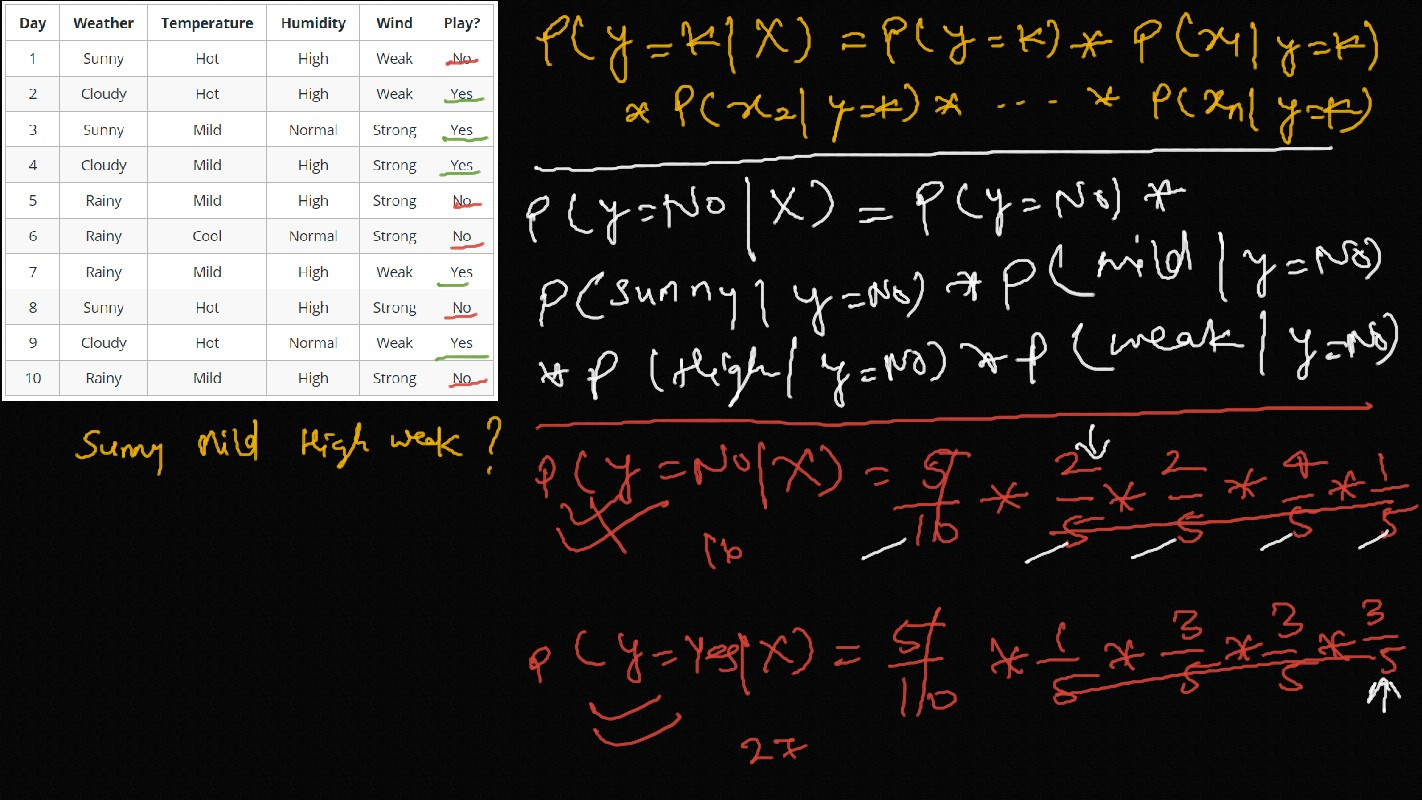 Day Weather Temperature Humidity Wind Play?
1 Sunny Hot High Weak No
2 Cloudy Hot High Weak Yes
3 Sunny Mild Normal Strong Yes
4 Cloudy Mild High Strong Yes
5 Rainy Mild High Strong No
6 Rainy Cool Normal Strong No
7 Rainy Mild High Weak Yes
8 Sunny Hot High Strong No
9 Cloudy Hot Normal Weak Yes
10 Rainy Mild High Strong No
Sunny Mild High weak ?
P(y=k|X) = P(y=k) * P(x1|y=k)
* P(x2|y=k) * ... * P(xn|y=k)
P(y=No|X) = P(y=No) *
P(sunny|y=No) * P(mild|y=No)
* P(High|y=No) * P(weak|y=No)
P(y=No|X) = 5/10 * 2/5 * 2/5 * 4/5 * 1/5
16
P(y=Yes|X) = 5/10 * 1/5 * 3/5 * 3/5 * 3/5
27